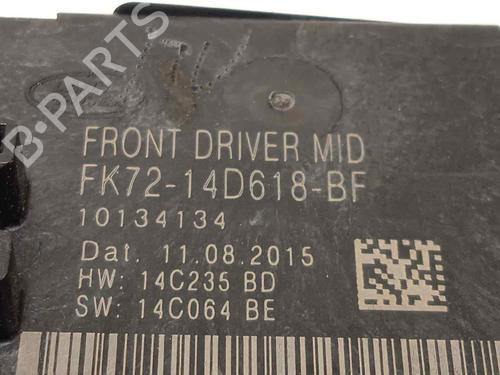 B-PARTS
FRONT DRIVER MID
FK72-14D618-BF
10134134
Dat. 11.08.2015
HW: 14C235 BD
SW: 14C064 BE